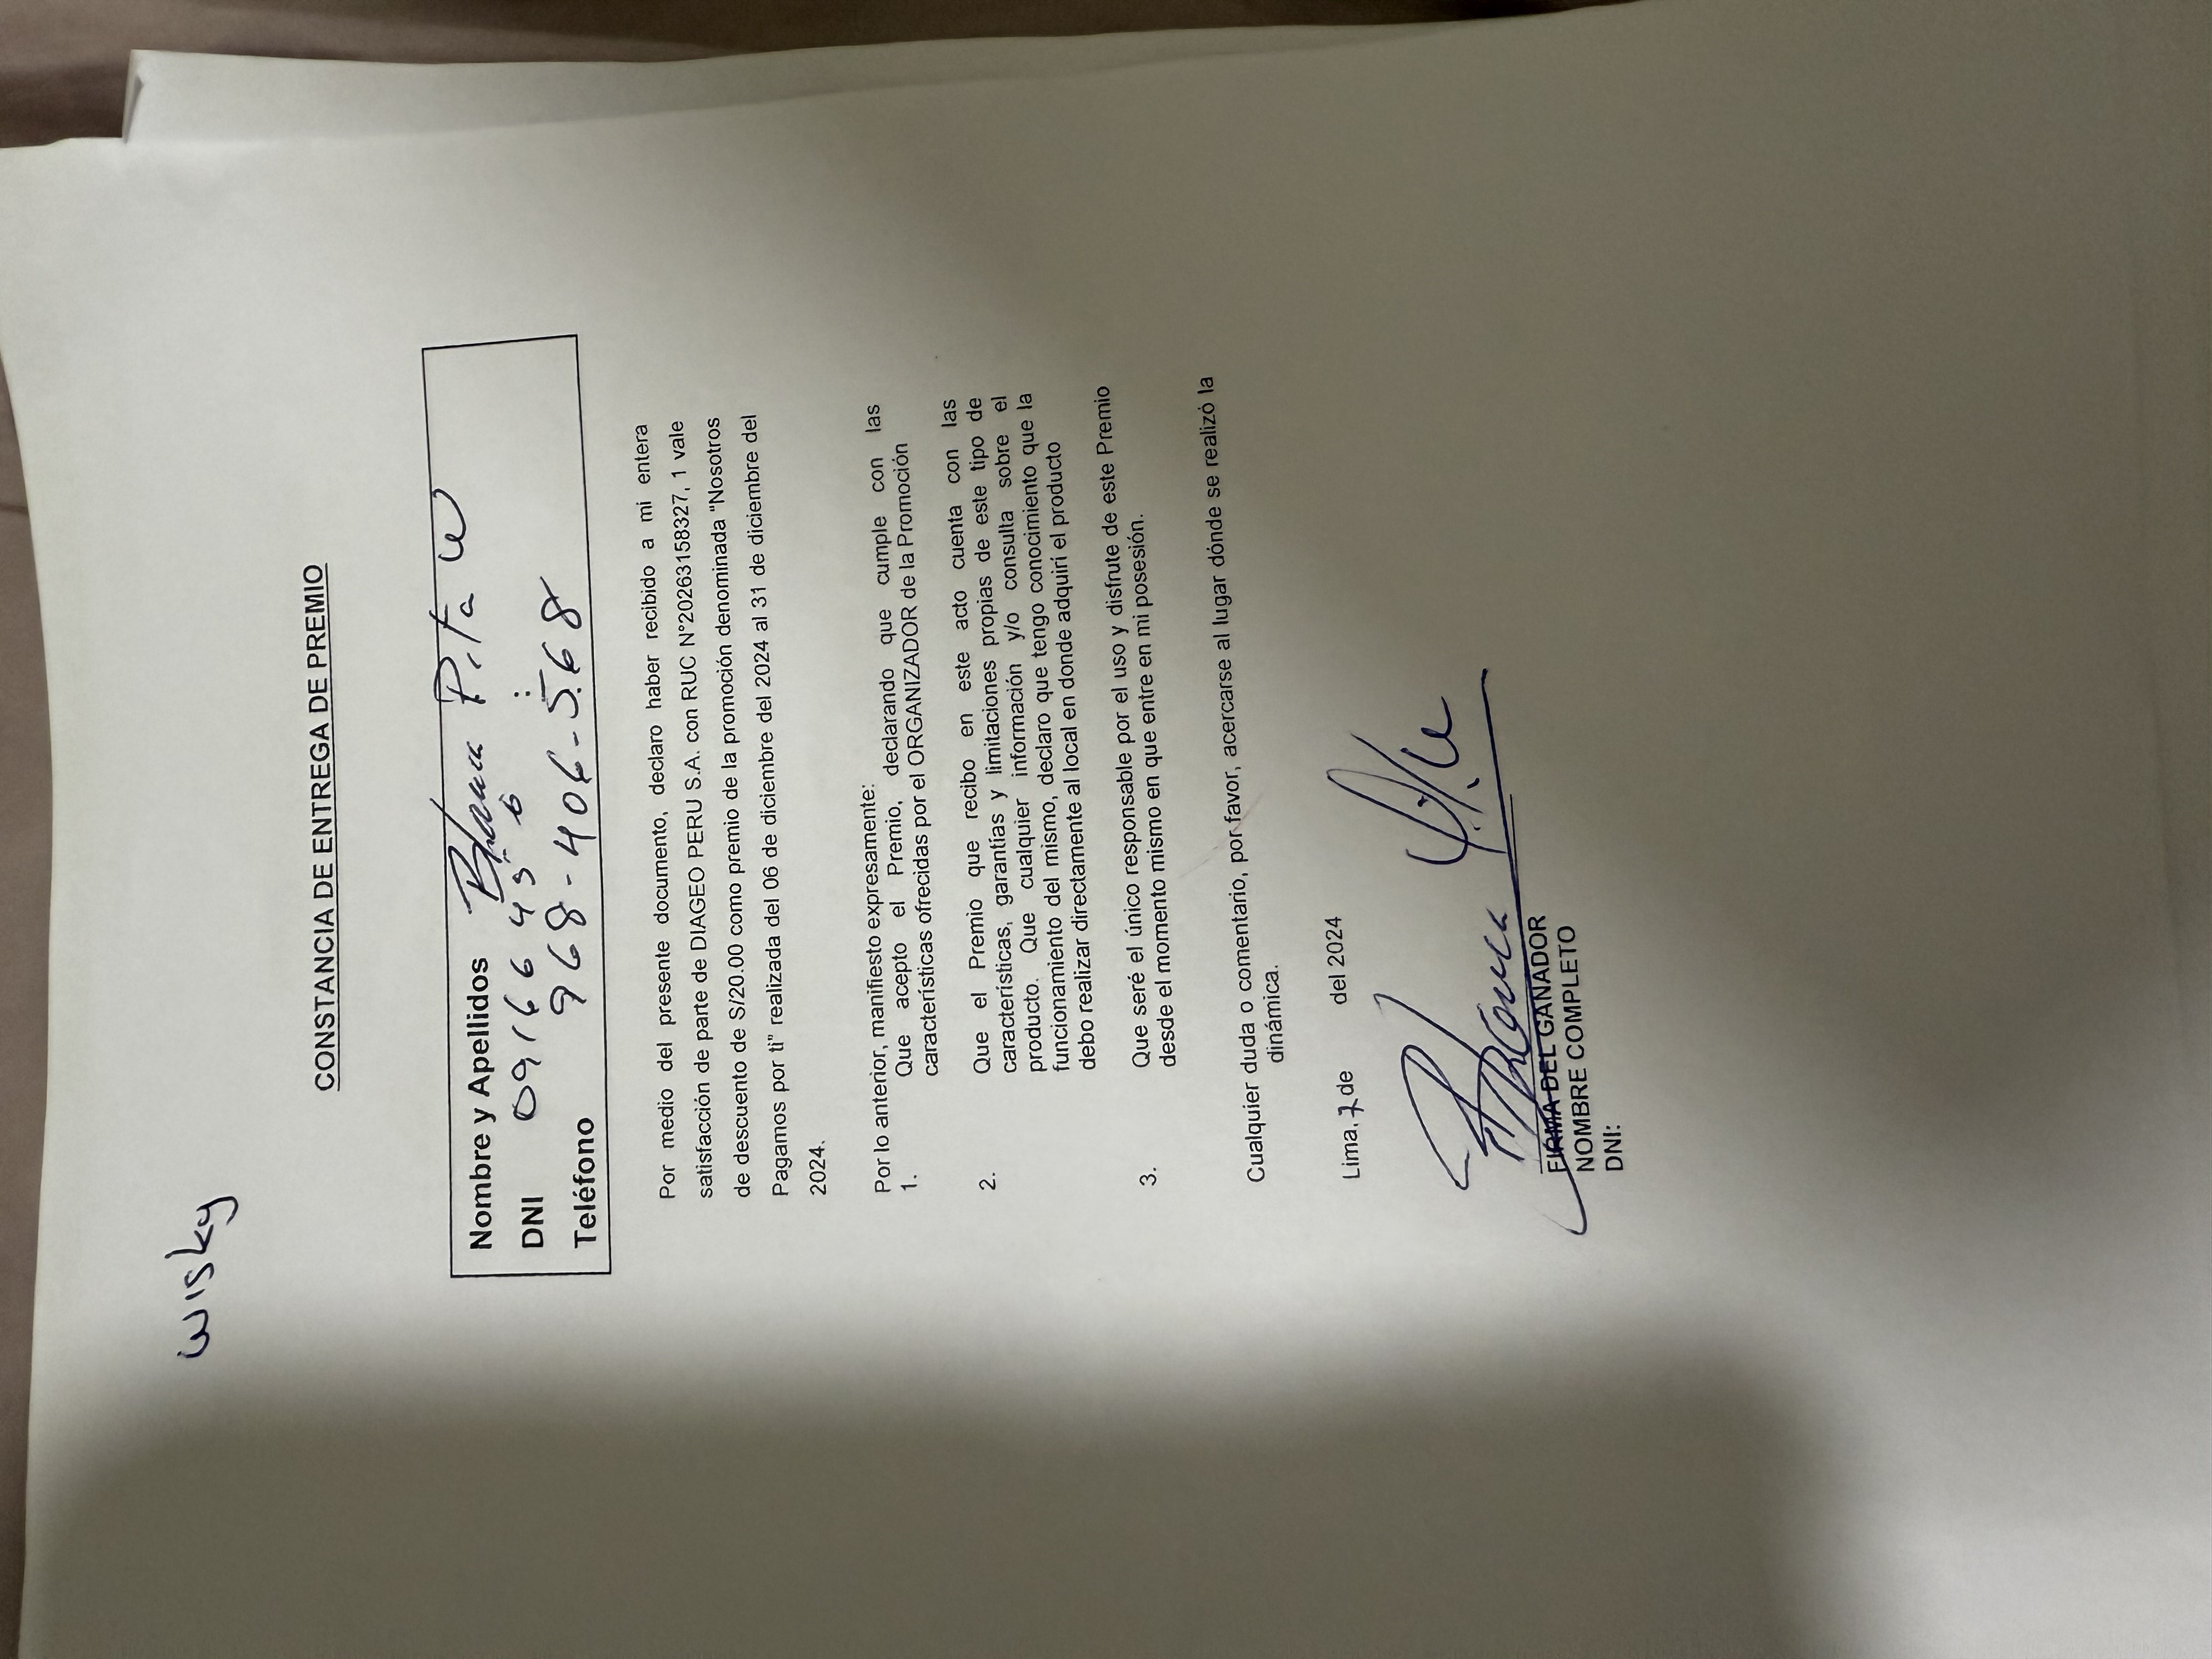 wisky
CONSTANCIA DE ENTREGA DE PREMIO
Nombre y Apellidos Blanca Pita W
DNI 09166456 :
Teléfono 968-406-568
Por medio del presente documento, declaro haber recibido a mi entera
satisfacción de parte de DIAGEO PERU S.A. con RUC N°20263158327, 1 vale
de descuento de S/20.00 como premio de la promoción denominada “Nosotros
Pagamos por ti” realizada del 06 de diciembre del 2024 al 31 de diciembre del
2024.
Por lo anterior, manifiesto expresamente:
1. Que acepto el Premio, declarando que cumple con las
características ofrecidas por el ORGANIZADOR de la Promoción
2. Que el Premio que recibo en este acto cuenta con las
características, garantías y limitaciones propias de este tipo de
producto. Que cualquier información y/o consulta sobre el
funcionamiento del mismo, declaro que tengo conocimiento que la
debo realizar directamente al local en donde adquirí el producto
3. Que seré el único responsable por el uso y disfrute de este Premio
desde el momento mismo en que entre en mi posesión.
Cualquier duda o comentario, por favor, acercarse al lugar dónde se realizó la
dinámica.
Lima, 7 de del 2024
Blanca
FIRMA DEL GANADOR
NOMBRE COMPLETO
DNI: